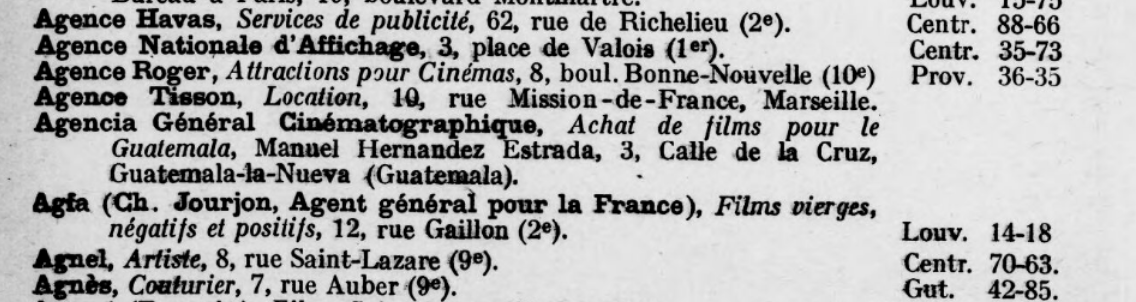 Agence Havas, Services de publicité, 62, rue de Richelieu (2e). Centr. 88-66
Agence Nationale d'Affichage, 3, place de Valois (1er). Centr. 35-73
Agence Roger, Attractions pour Cinémas, 8, boul. Bonne-Nouvelle (10e) Prov. 36-35
Agence Tisson, Location, 10, rue Mission-de-France, Marseille.
Agencia Général Cinématographique, Achat de films pour le
Guatemala, Manuel Hernandez Estrada, 3, Calle de la Cruz,
Guatemala-la-Nueva (Guatemala).
Agfa (Ch. Jourjon, Agent général pour la France), Films vierges,
négatifs et positifs, 12, rue Gaillon (2e). Louv. 14-18
Agnel, Artiste, 8, rue Saint-Lazare (9e). Centr. 70-63.
Agnès, Couturier, 7, rue Auber (9e). Gut. 42-85.